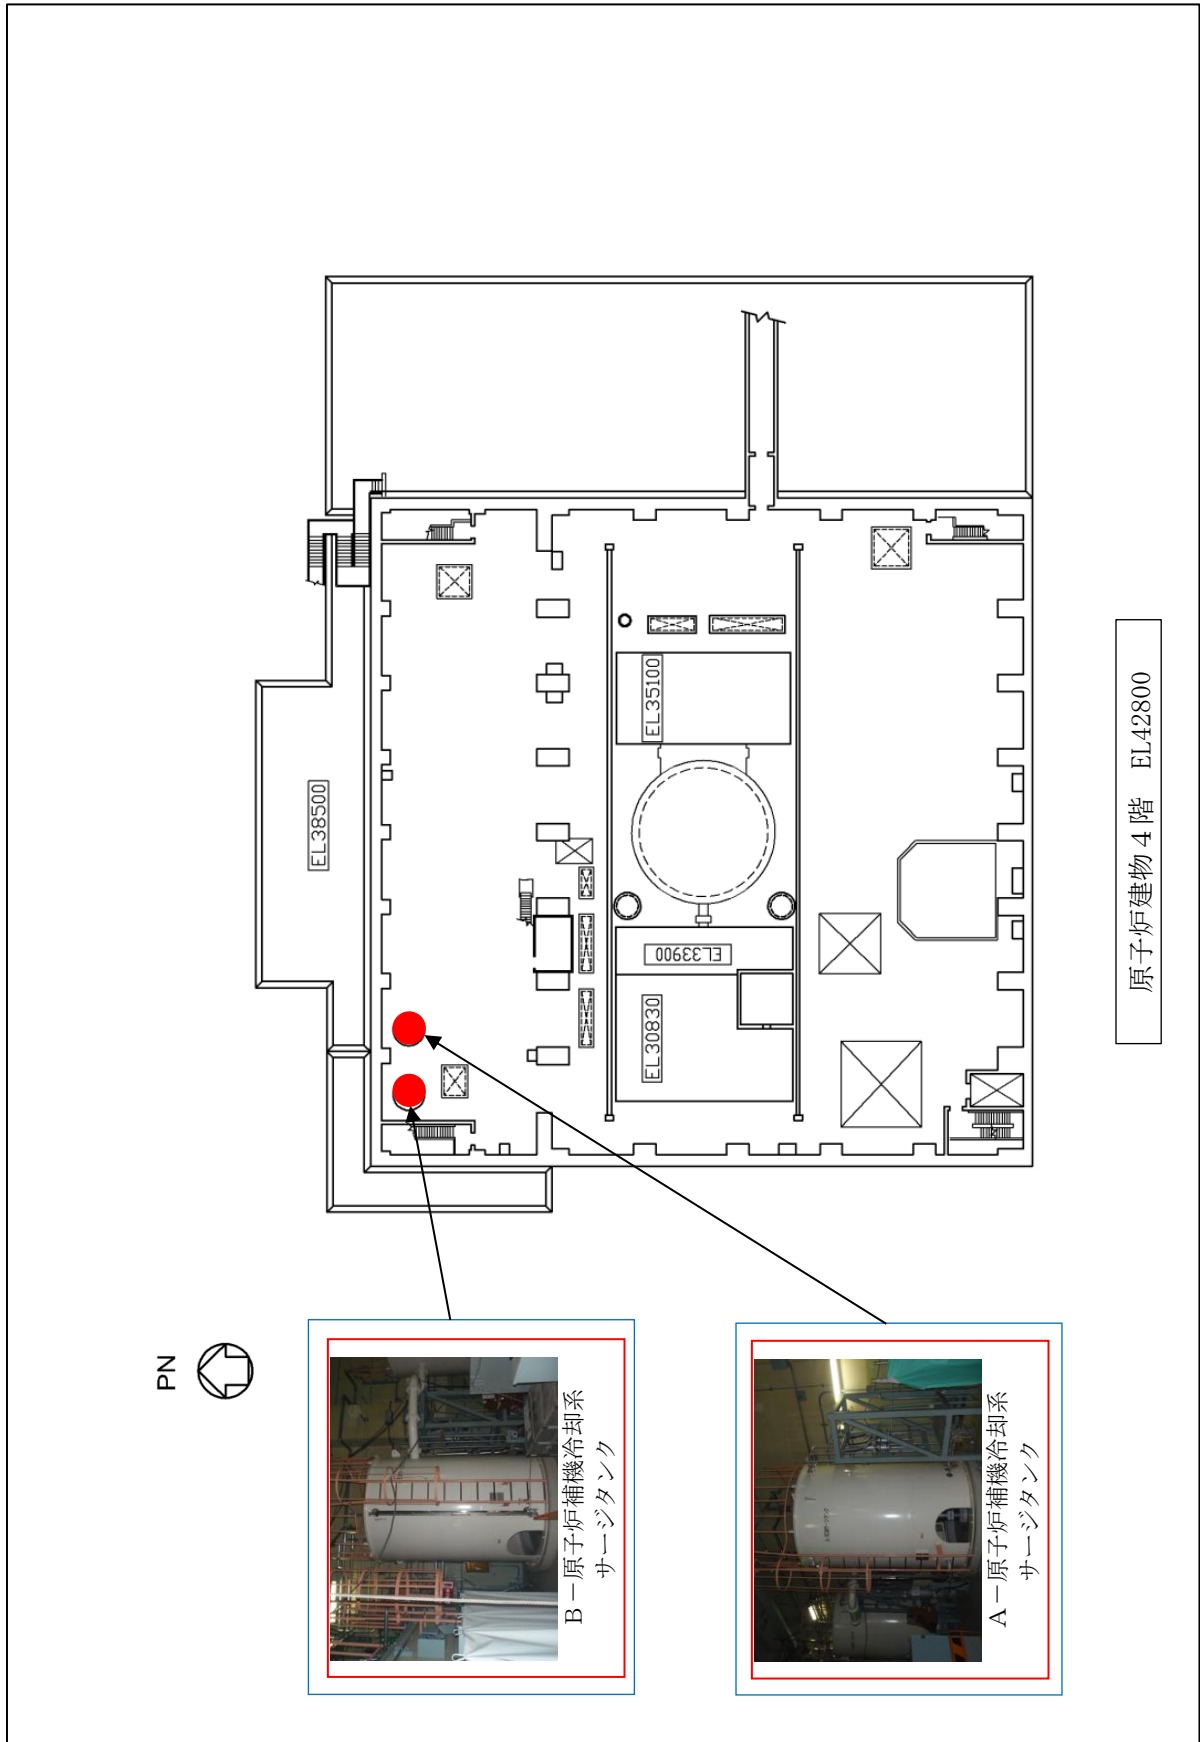 PN
EL38500
EL35100
EL33900
EL30830
B－原子炉補機冷却系
サージタンク
A－原子炉補機冷却系
サージタンク
原子炉建物４階　EL42800